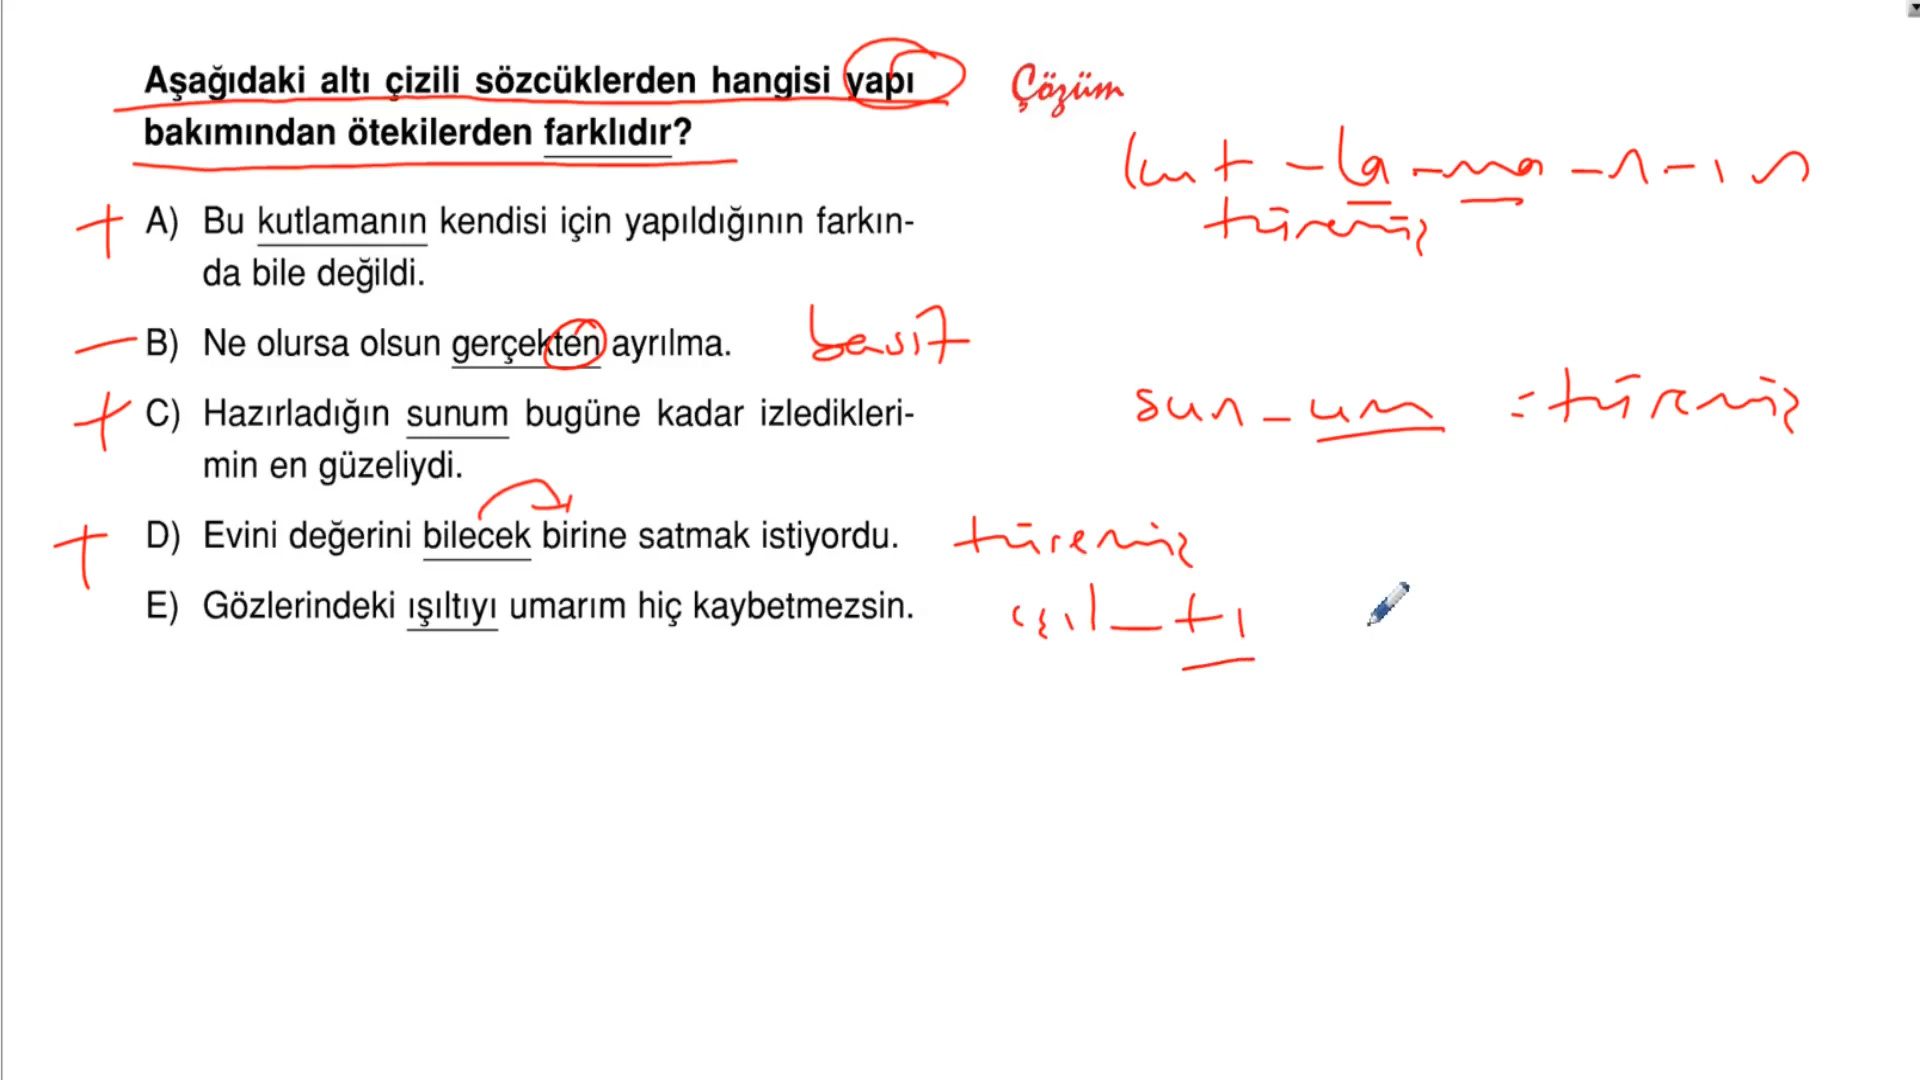 Aşağıdaki altı çizili sözcüklerden hangisi yapı
bakımından ötekilerden farklıdır?
Çözüm
kut - la - ma - n - ı n
türemiş
A) Bu kutlamanın kendisi için yapıldığının farkın-
da bile değildi.
B) Ne olursa olsun gerçekten ayrılma.
basit
C) Hazırladığın sunum bugüne kadar izledikleri-
min en güzeliydi.
sun - um = türemiş
D) Evini değerini bilecek birine satmak istiyordu.
türemiş
E) Gözlerindeki ışıltıyı umarım hiç kaybetmezsin.
ışıl - tı